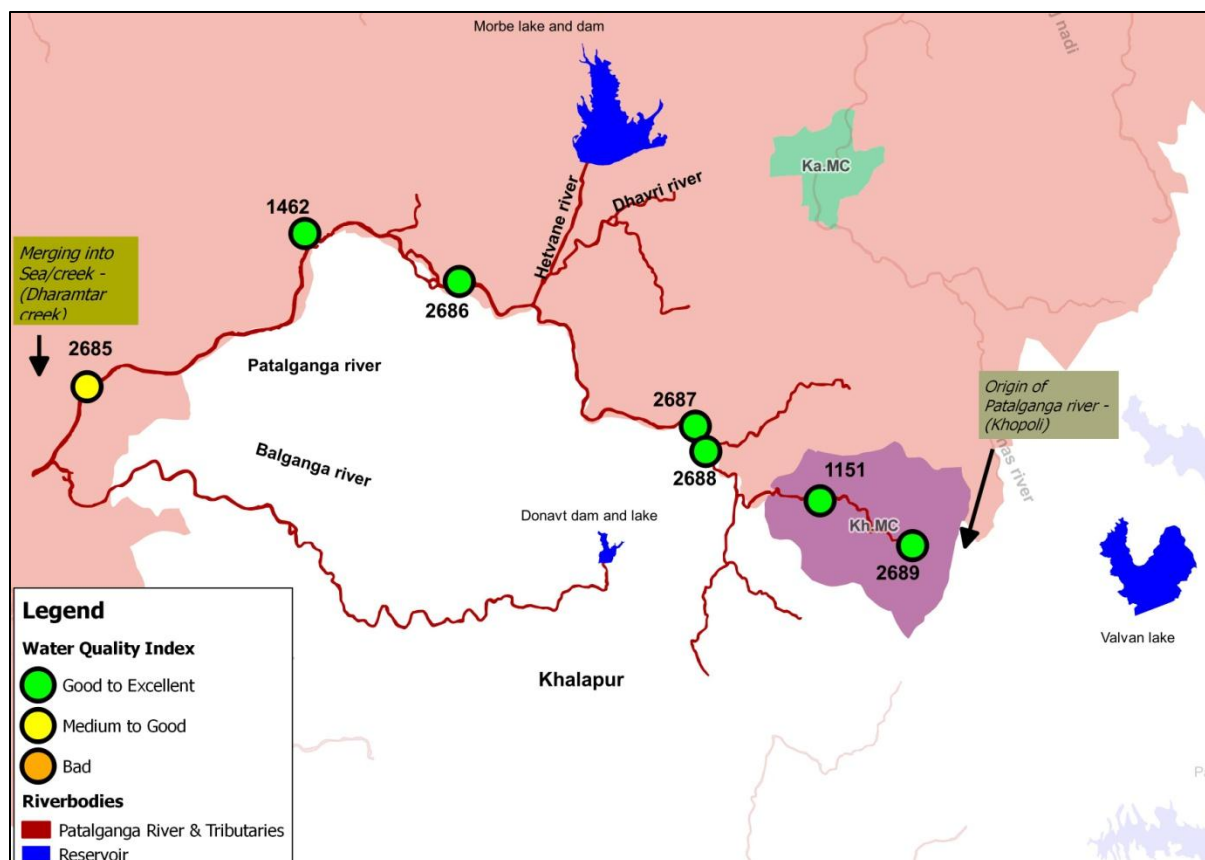 Morbe lake and dam
Ka.MC
Dhavri river
Hetvane river
1462
Merging into
Sea/creek -
(Dharamtar
creek)
2686
2685
Patalganga river
Origin of
Patalganga river -
(Khopoli)
2687
Balganga river
2688
1151
Donavt dam and lake
Kh.MC
2689
Valvan lake
Khalapur
nadi
river
Legend
Water Quality Index
Good to Excellent
Medium to Good
Bad
Riverbodies
Patalganga River & Tributaries
Reservoir